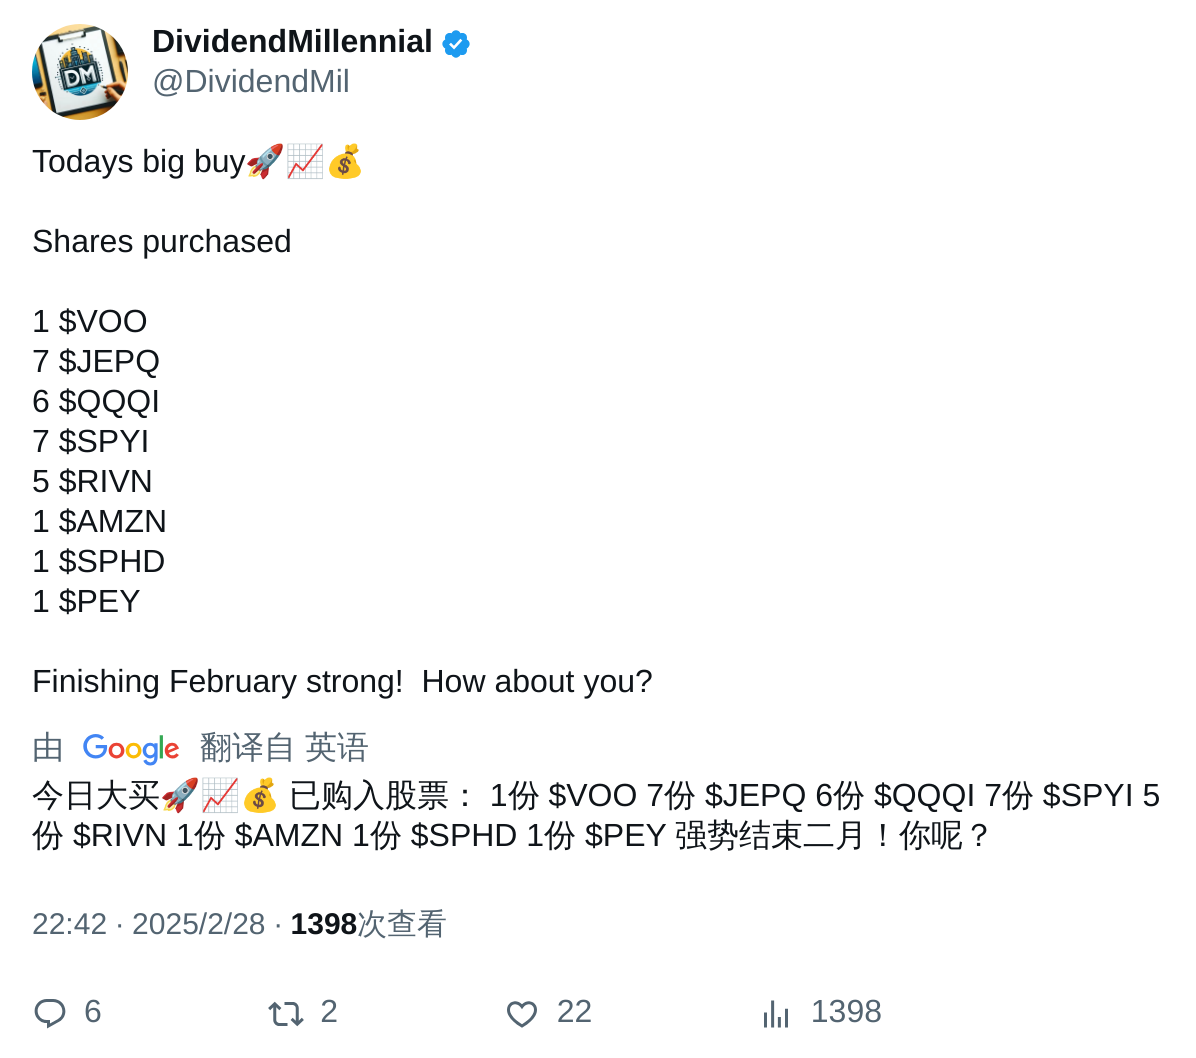 DM
DividendMillennial
@DividendMil
Todays big buy🚀📈💰
Shares purchased
1 $VOO
7 $JEPQ
6 $QQQI
7 $SPYI
5 $RIVN
1 $AMZN
1 $SPHD
1 $PEY
Finishing February strong!  How about you?
由 Google 翻译自 英语
今日大买🚀📈💰 已购入股票： 1份 $VOO 7份 $JEPQ 6份 $QQQI 7份 $SPYI 5
份 $RIVN 1份 $AMZN 1份 $SPHD 1份 $PEY 强势结束二月！你呢？
22:42 · 2025/2/28 · 1398次查看
6 2 22 1398